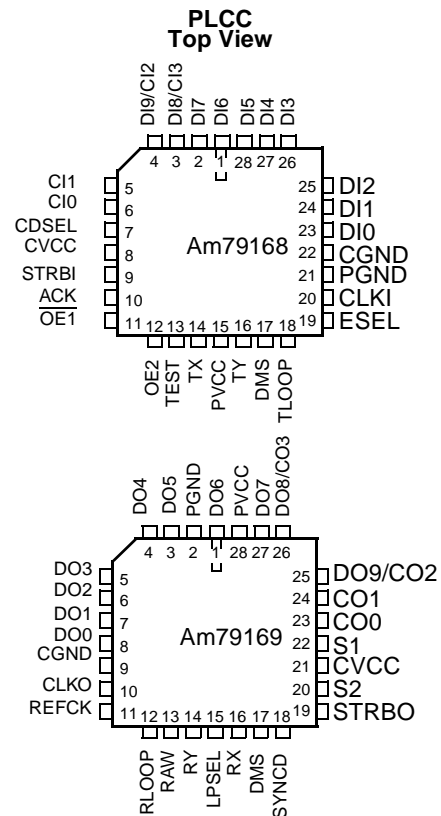 PLCC
Top View
DI9/CI2
DI8/CI3
DI7
DI6
DI5
DI4
DI3
4 3 2 1 28 27 26
CI1 5 25 DI2
CI0 6 24 DI1
CDSEL 7 23 DI0
CVCC 8 Am79168 22 CGND
STRBI 9 21 PGND
ACK 10 20 CLKI
OE1 11 19 ESEL
12 13 14 15 16 17 18
OE2
TEST
TX
PVCC
TY
DMS
TLOOP
DO4
DO5
PGND
DO6
PVCC
DO7
DO8/CO3
4 3 2 1 28 27 26
DO3 5 25 DO9/CO2
DO2 6 24 CO1
DO1 7 23 CO0
DO0 8 Am79169 22 S1
CGND 9 21 CVCC
CLKO 10 20 S2
REFCK 11 19 STRBO
12 13 14 15 16 17 18
RLOOP
RAW
RY
LPSEL
RX
DMS
SYNCD